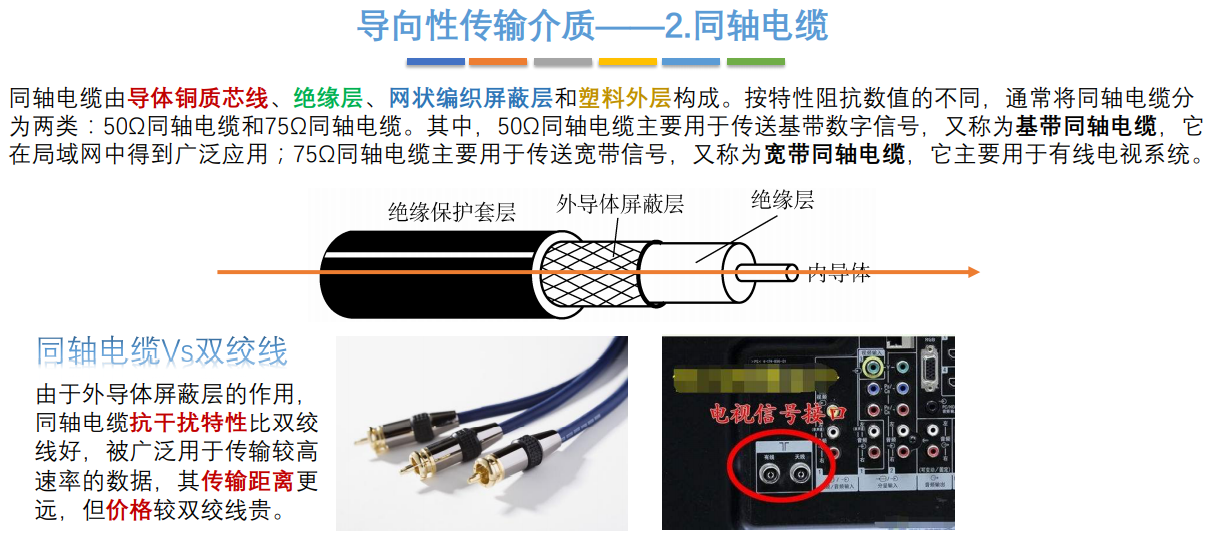 导向性传输介质——2.同轴电缆
同轴电缆由导体铜质芯线、绝缘层、网状编织屏蔽层和塑料外层构成。按特性阻抗数值的不同，通常将同轴电缆分
为两类：50Ω同轴电缆和75Ω同轴电缆。其中，50Ω同轴电缆主要用于传送基带数字信号，又称为基带同轴电缆，它
在局域网中得到广泛应用；75Ω同轴电缆主要用于传送宽带信号，又称为宽带同轴电缆，它主要用于有线电视系统。
绝缘保护套层
外导体屏蔽层
绝缘层
内导体
同轴电缆Vs双绞线
由于外导体屏蔽层的作用，
同轴电缆抗干扰特性比双绞
线好，被广泛用于传输较高
速率的数据，其传输距离更
远，但价格较双绞线贵。
RGB
电视信号接口
有线
天线
左
右
音频
音频输出